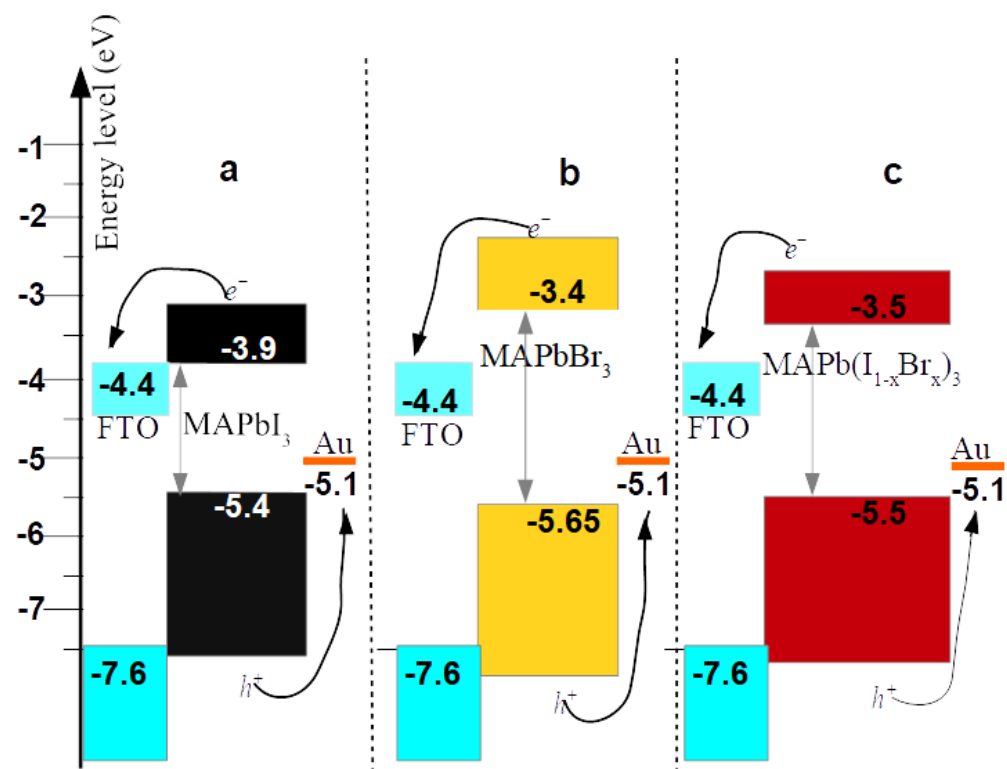 Energy level (eV)
-1
-2
-3
-4
-5
-6
-7
a
e⁻
-3.9
-4.4
FTO
MAPbI₃
Au
-5.1
-5.4
-7.6
h⁺
b
e⁻
-3.4
MAPbBr₃
-4.4
FTO
Au
-5.1
-5.65
-7.6
h⁺
c
e⁻
-3.5
MAPb(I₁₋ₓBrₓ)₃
-4.4
FTO
Au
-5.1
-5.5
-7.6
h⁺